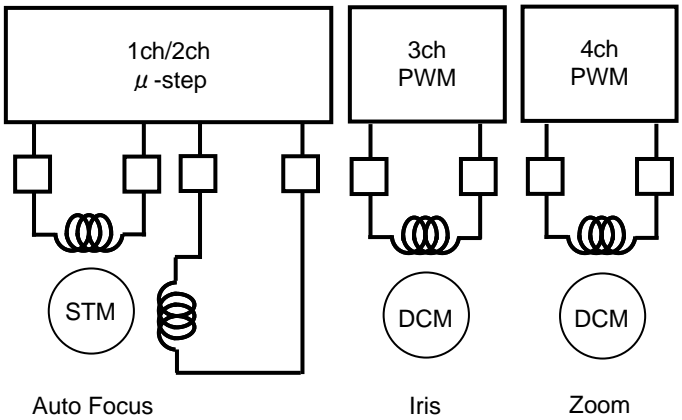 1ch/2ch
μ-step
3ch
PWM
4ch
PWM
STM
DCM
DCM
Auto Focus
Iris
Zoom